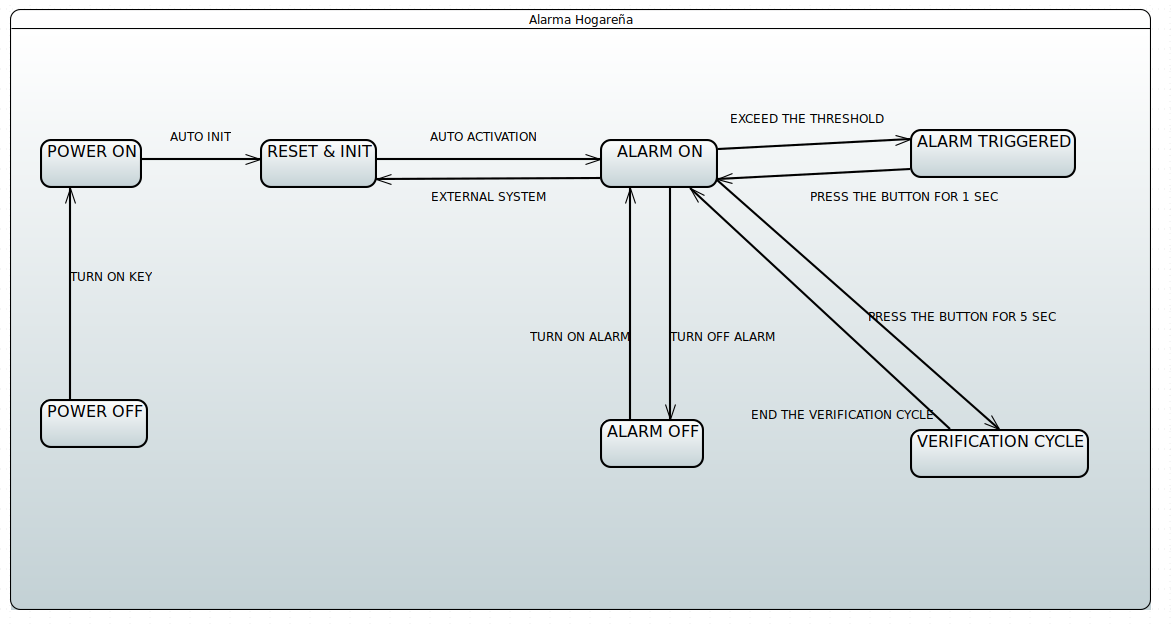 Alarma Hogareña
EXCEED THE THRESHOLD
AUTO INIT
AUTO ACTIVATION
POWER ON
RESET & INIT
ALARM ON
ALARM TRIGGERED
EXTERNAL SYSTEM
PRESS THE BUTTON FOR 1 SEC
TURN ON KEY
PRESS THE BUTTON FOR 5 SEC
TURN ON ALARM
TURN OFF ALARM
POWER OFF
END THE VERIFICATION CYCLE
ALARM OFF
VERIFICATION CYCLE